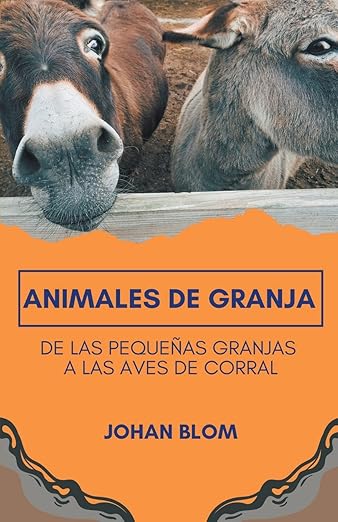 ANIMALES DE GRANJA
DE LAS PEQUEÑAS GRANJAS
A LAS AVES DE CORRAL
JOHAN BLOM